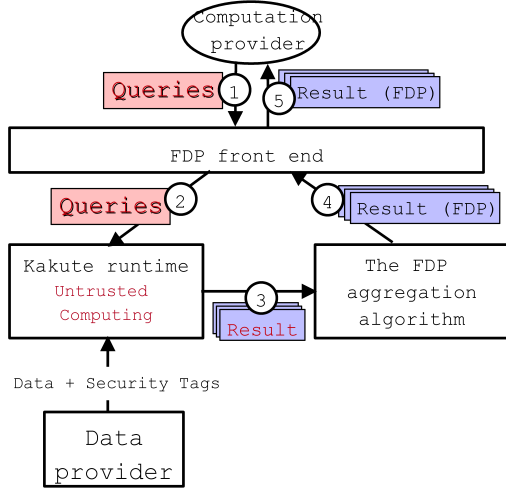 Computation
provider
Queries
1
5
Result (FDP)
FDP front end
Queries
2
4
Result (FDP)
Kakute runtime
Untrusted
Computing
3
Result
The FDP
aggregation
algorithm
Data + Security Tags
Data
provider